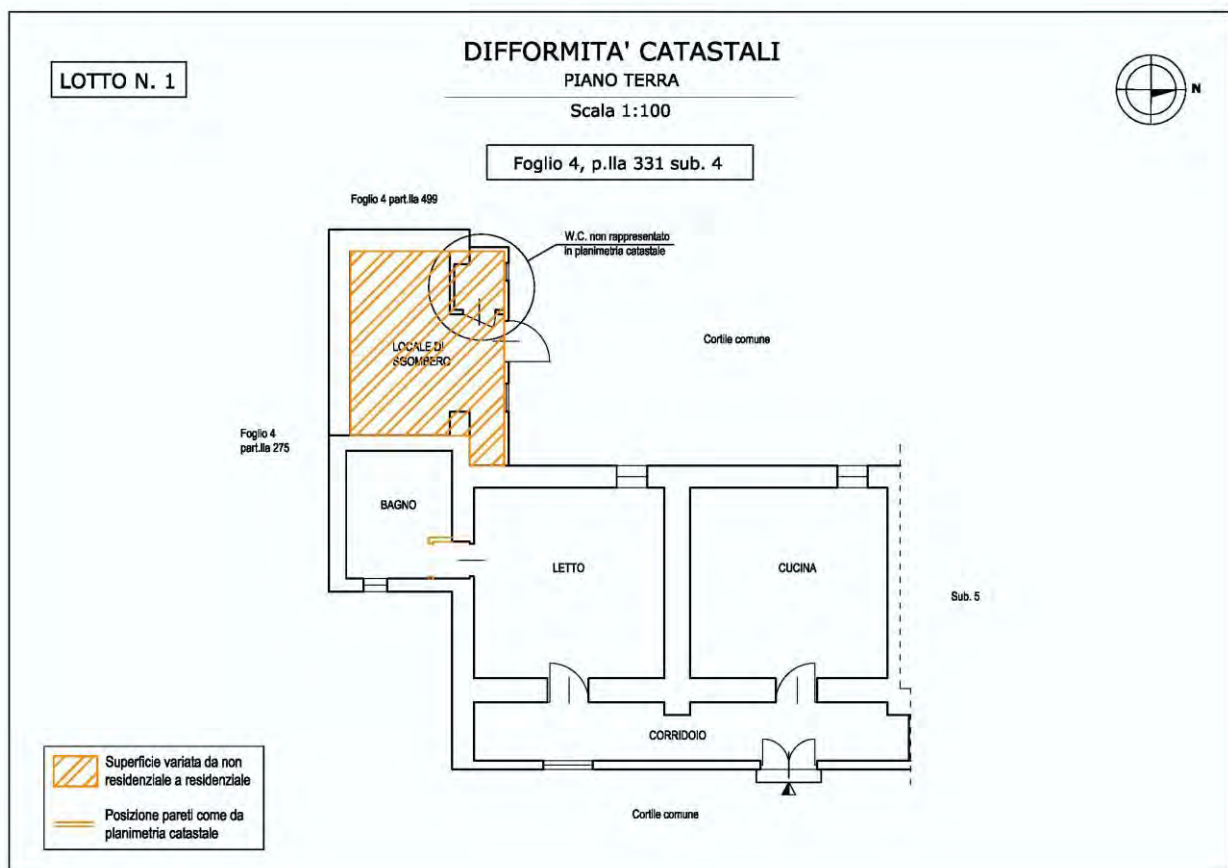 LOTTO N. 1
DIFFORMITA' CATASTALI
PIANO TERRA
Scala 1:100
N
Foglio 4, p.lla 331 sub. 4
Foglio 4 part.lla 499
W.C. non rappresentato
in planimetria catastale
LOCALE DI
SGOMBERO
Cortile comune
Foglio 4
part.lla 275
BAGNO
LETTO
CUCINA
Sub. 5
CORRIDOIO
Superficie variata da non
residenziale a residenziale
Posizione pareti come da
planimetria catastale
Cortile comune